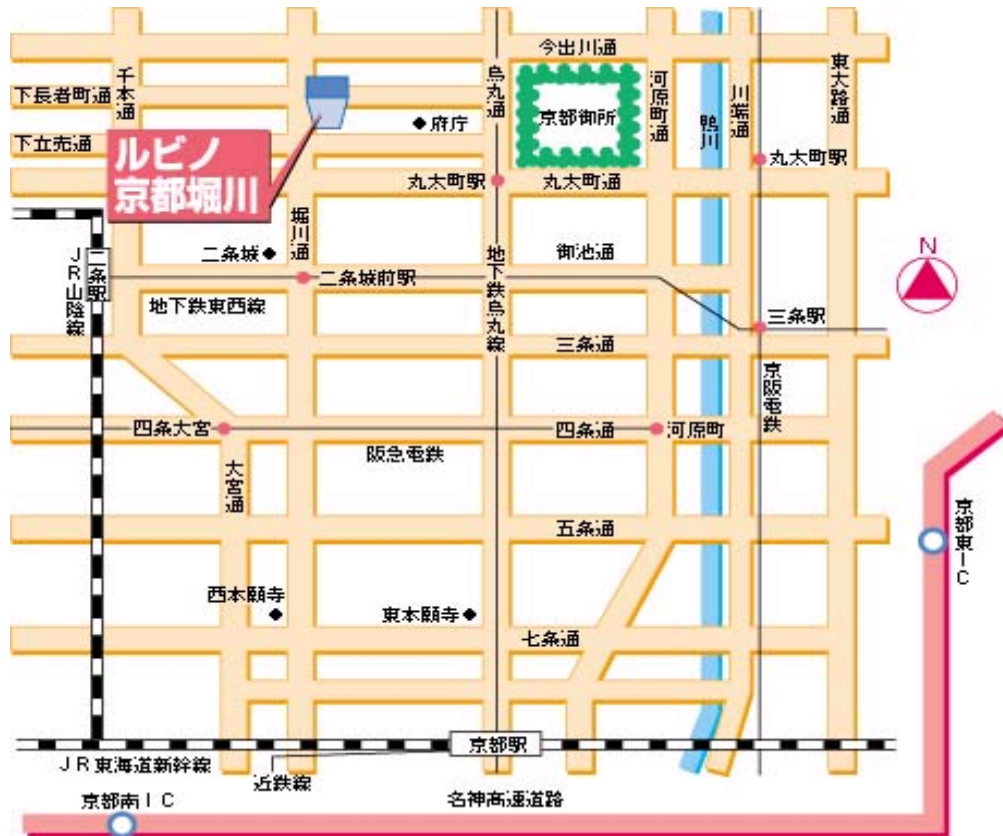 今出川通
千本通
烏丸通
河原町通
川端通
東大路通
下長者町通
府庁
京都御所
鴨川
下立売通
ルビノ
京都堀川
丸太町駅
丸太町駅
丸太町通
堀川通
二条城
御池通
N
JR山陰線
二条駅
二条城前駅
地下鉄烏丸線
地下鉄東西線
三条駅
三条通
京阪電鉄
四条大宮
四条通
河原町
阪急電鉄
大宮通
五条通
京都東IC
西本願寺
東本願寺
七条通
京都駅
JR東海道新幹線
近鉄線
京都南IC
名神高速道路